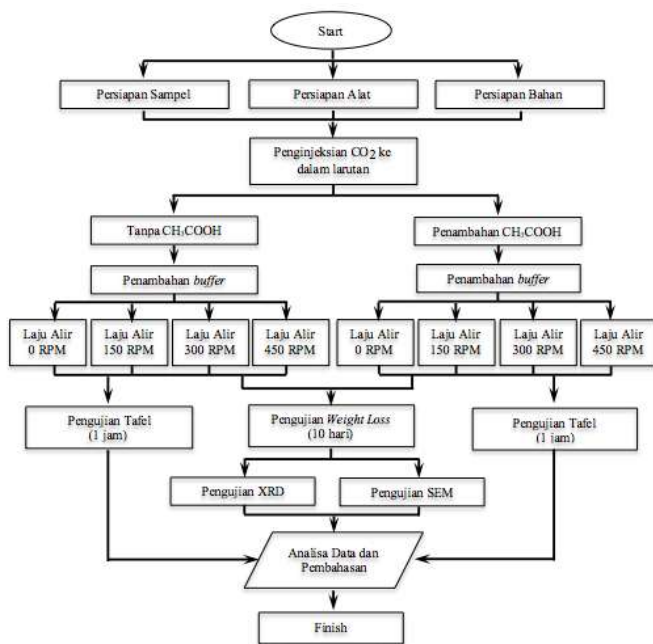 Start
Persiapan Sampel
Persiapan Alat
Persiapan Bahan
Penginjeksian CO2 ke
dalam larutan
Tanpa CH3COOH
Penambahan CH3COOH
Penambahan buffer
Penambahan buffer
Laju Alir
0 RPM
Laju Alir
150 RPM
Laju Alir
300 RPM
Laju Alir
450 RPM
Laju Alir
0 RPM
Laju Alir
150 RPM
Laju Alir
300 RPM
Laju Alir
450 RPM
Pengujian Tafel
(1 jam)
Pengujian Weight Loss
(10 hari)
Pengujian Tafel
(1 jam)
Pengujian XRD
Pengujian SEM
Analisa Data dan
Pembahasan
Finish